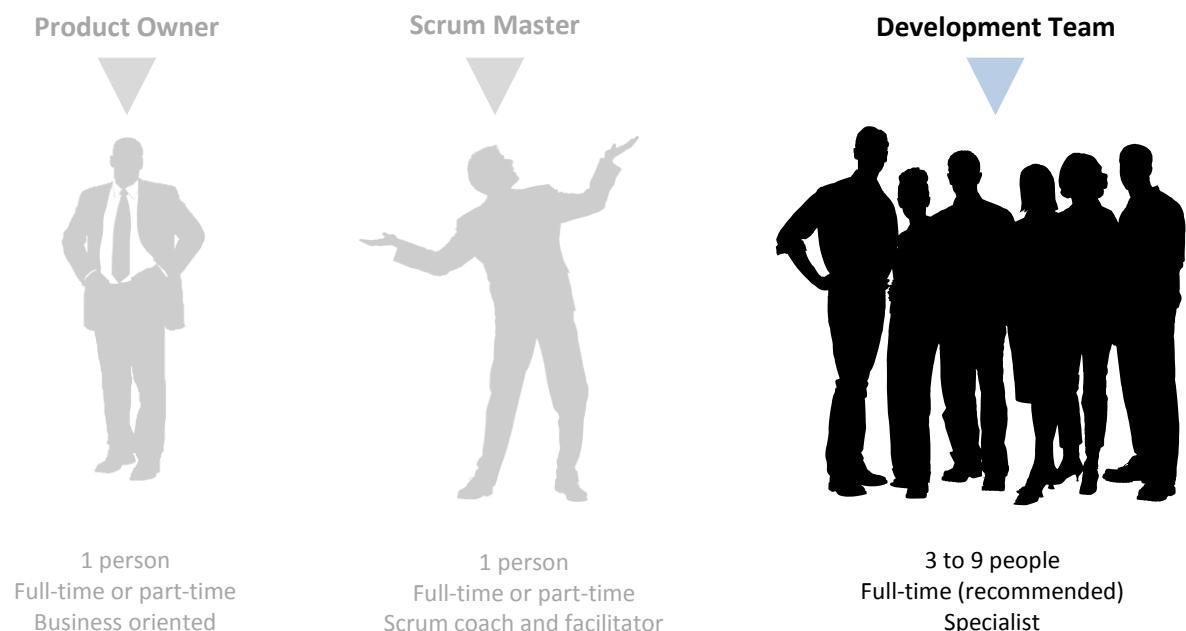 Product Owner
Scrum Master
Development Team
1 person
Full-time or part-time
Business oriented
1 person
Full-time or part-time
Scrum coach and facilitator
3 to 9 people
Full-time (recommended)
Specialist